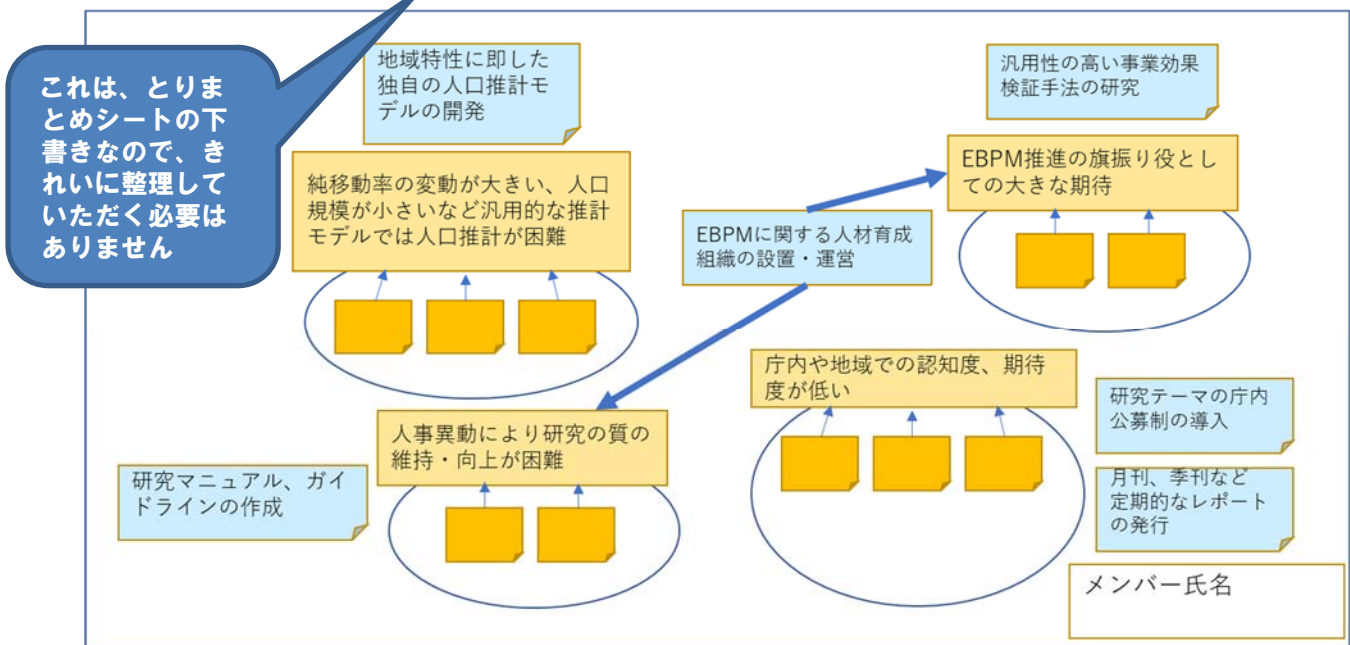 これは、とりま
とめシートの下
書きなので、き
れいに整理して
いただく必要は
ありません
地域特性に即した
独自の人口推計モ
デルの開発
純移動率の変動が大きい、人口
規模が小さいなど汎用的な推計
モデルでは人口推計が困難
汎用性の高い事業効果
検証手法の研究
EBPM推進の旗振り役とし
ての大きな期待
EBPMに関する人材育成
組織の設置・運営
人事異動により研究の質の
維持・向上が困難
研究マニュアル、ガイ
ドラインの作成
庁内や地域での認知度、期待
度が低い
研究テーマの庁内
公募制の導入
月刊、季刊など
定期的なレポート
の発行
メンバー氏名